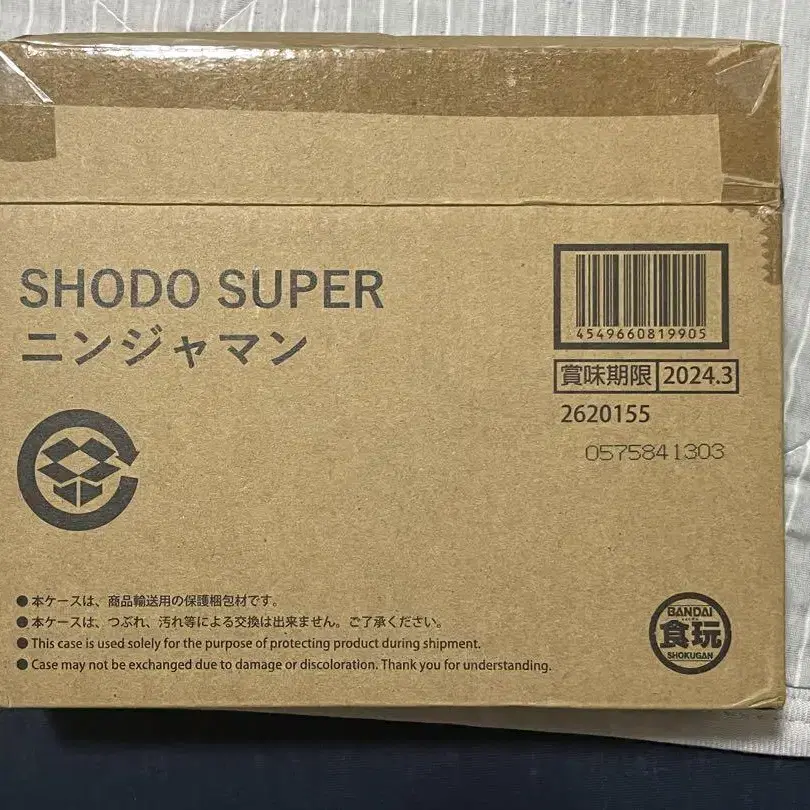 SHODO SUPER
ニンジャマン
4549660819905
賞味期限 2024.3
2620155
0575841303
●本ケースは、商品輸送用の保護梱包材です。
●本ケースは、つぶれ、汚れ等による交換は出来ません。ご了承ください。
●This case is used solely for the purpose of protecting product during shipment.
●Case may not be exchanged due to damage or discoloration. Thank you for understanding.
BANDAI
食玩
SHOKUGAN